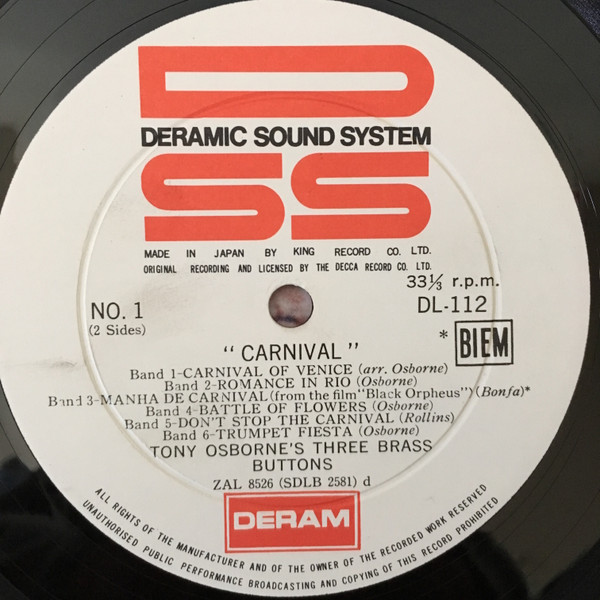 D
DERAMIC SOUND SYSTEM
SS
MADE IN JAPAN BY KING RECORD CO. LTD.
ORIGINAL RECORDING AND LICENSED BY THE DECCA RECORD CO. LTD.
33⅓ r.p.m.
NO. 1
DL-112
(2 Sides)
* BIEM
"CARNIVAL"
Band 1-CARNIVAL OF VENICE (arr. Osborne)
Band 2-ROMANCE IN RIO (Osborne)
Band 3-MANHA DE CARNIVAL (from the film "Black Orpheus") (Bonfa)*
Band 4-BATTLE OF FLOWERS (Osborne)
Band 5-DON'T STOP THE CARNIVAL (Rollins)
Band 6-TRUMPET FIESTA (Osborne)
TONY OSBORNE'S THREE BRASS
BUTTONS
ZAL 8526 (SDLB 2581) d
DERAM
ALL RIGHTS OF THE MANUFACTURER AND OF THE OWNER OF THE RECORDED WORK RESERVED
UNAUTHORISED PUBLIC PERFORMANCE BROADCASTING AND COPYING OF THIS RECORD PROHIBITED